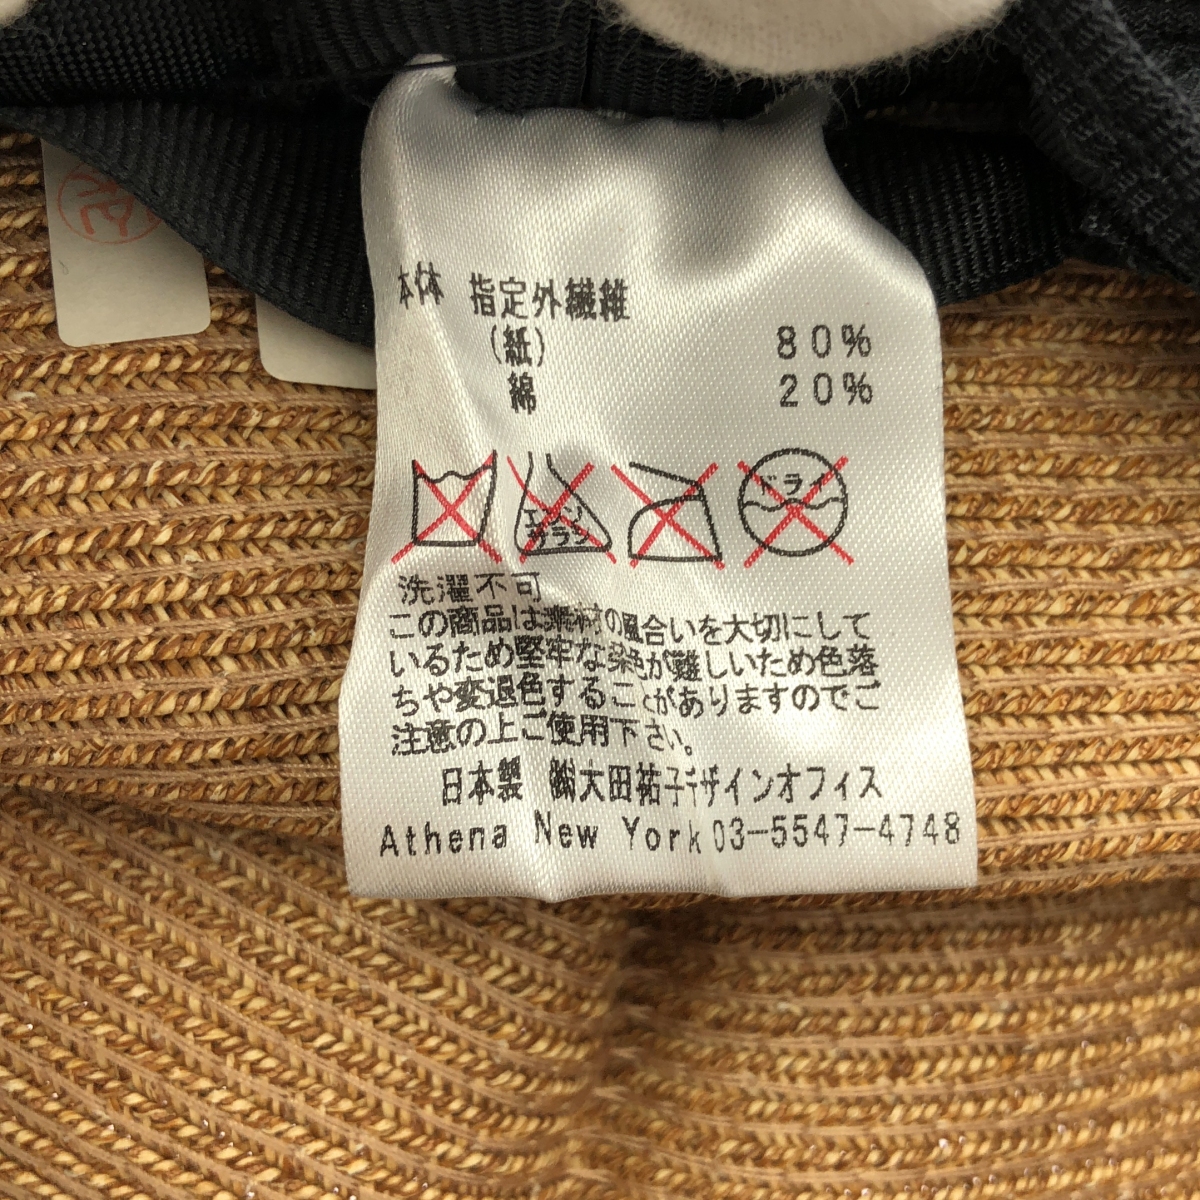 本体 指定外繊維
(紙) 80%
綿 20%
エンソ
サラシ
ドライ
洗濯不可
この商品は素材の風合いを大切にして
いるため堅牢な染色が難しいため色落
ちや変退色することがありますのでご
注意の上ご使用下さい。
日本製 ㈱大田祐子デザインオフィス
Athena New York 03-5547-4748